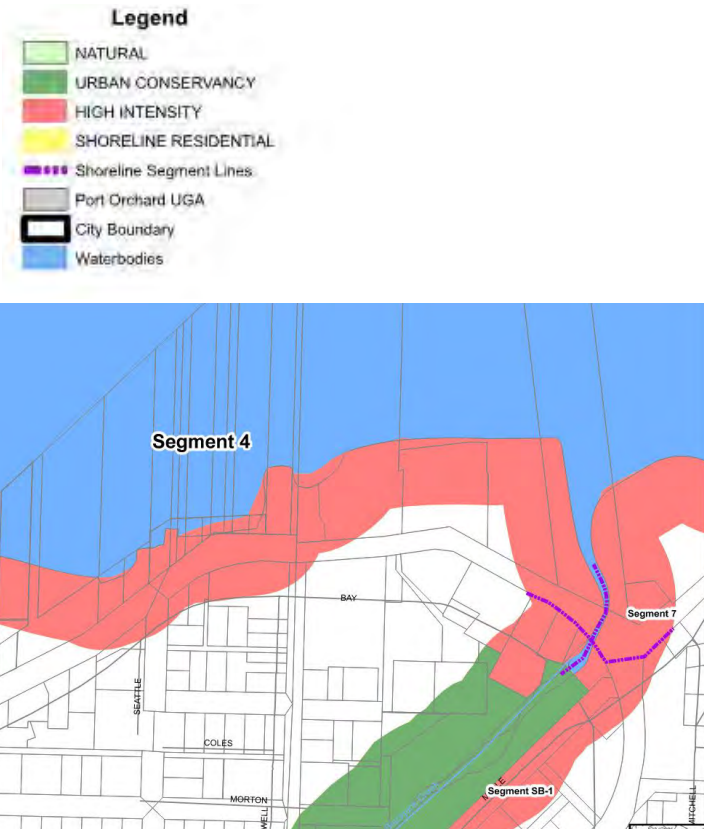 Legend
NATURAL
URBAN CONSERVANCY
HIGH INTENSITY
SHORELINE RESIDENTIAL
Shoreline Segment Lines
Port Orchard UGA
City Boundary
Waterbodies
Segment 4
BAY
Segment 7
SEATTLE
COLES
Segment SB-1
MORTON